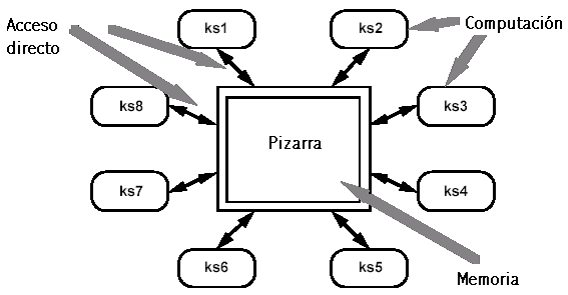 Acceso
directo
ks1
ks2
Computación
ks8
ks3
Pizarra
ks7
ks4
ks6
ks5
Memoria